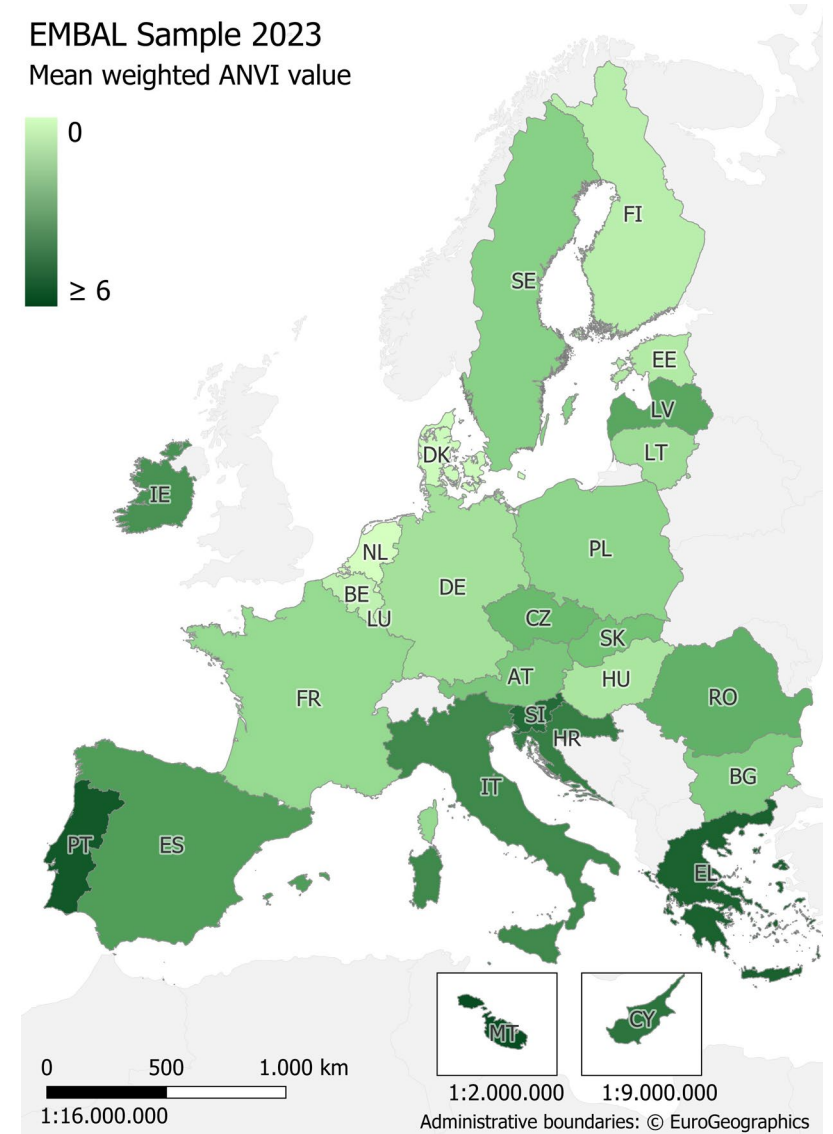 EMBAL Sample 2023
Mean weighted ANVI value
0
≥ 6
FI
SE
EE
LV
LT
DK
IE
NL
PL
BE
DE
LU
CZ
SK
AT
HU
FR
RO
SI
HR
BG
IT
PT
ES
EL
MT
CY
0 500 1.000 km
1:16.000.000
1:2.000.000
1:9.000.000
Administrative boundaries: © EuroGeographics